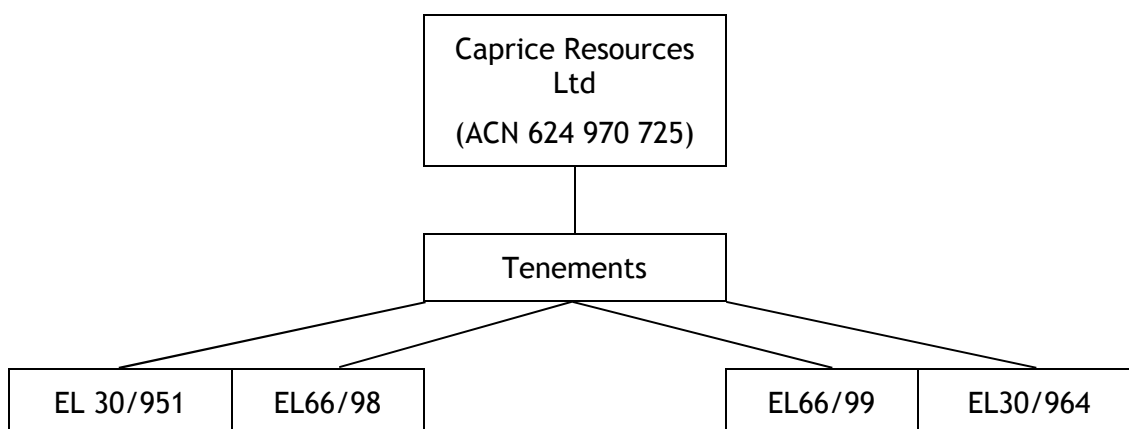 Caprice Resources
Ltd
(ACN 624 970 725)
Tenements
EL 30/951
EL66/98
EL66/99
EL30/964